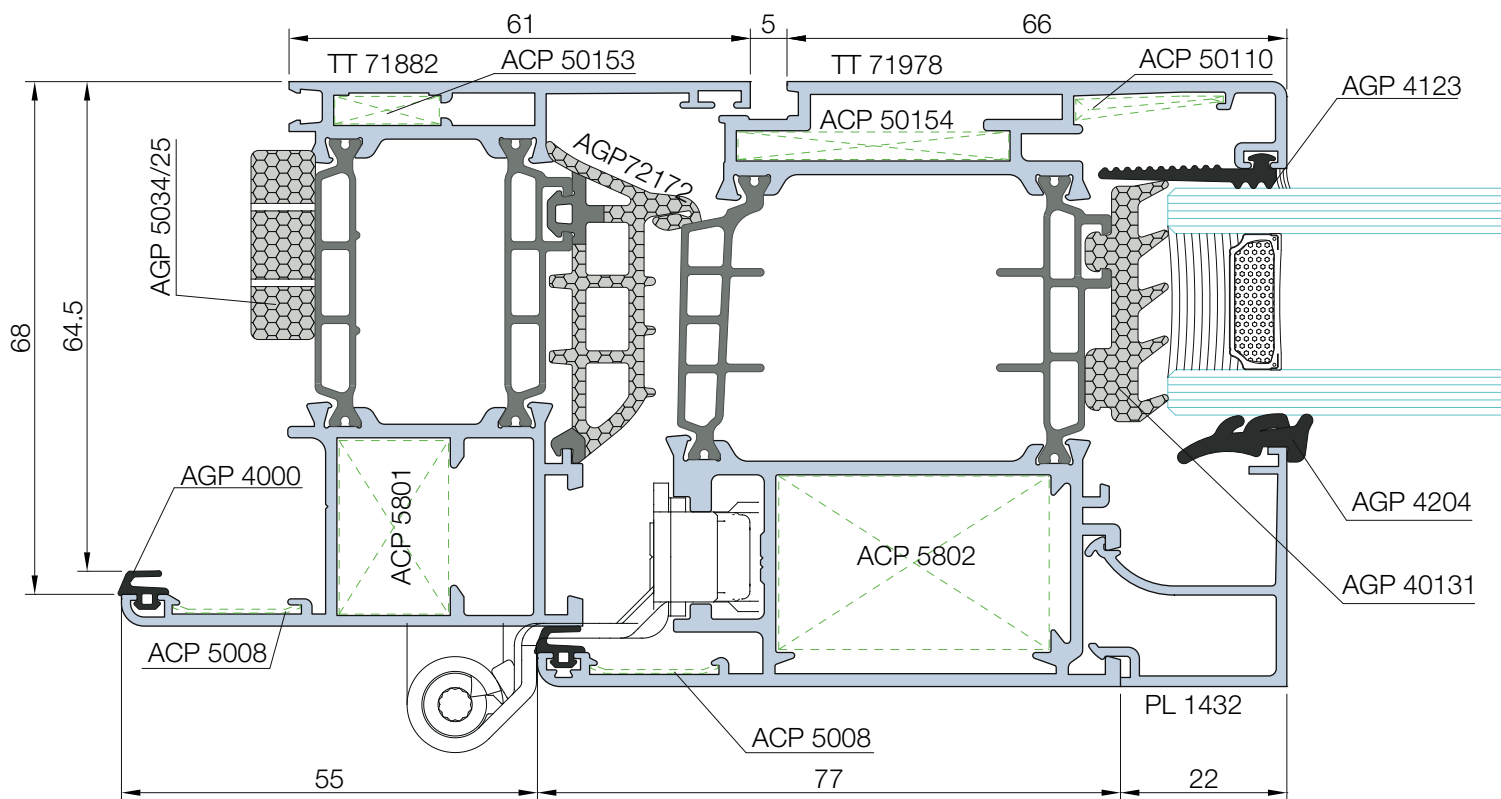 61
5
66
TT 71882
ACP 50153
TT 71978
ACP 50110
AGP 4123
ACP 50154
AGP72172
AGP 5034/25
68
64.5
AGP 4000
ACP 5801
ACP 5802
AGP 4204
AGP 40131
ACP 5008
PL 1432
ACP 5008
55
77
22